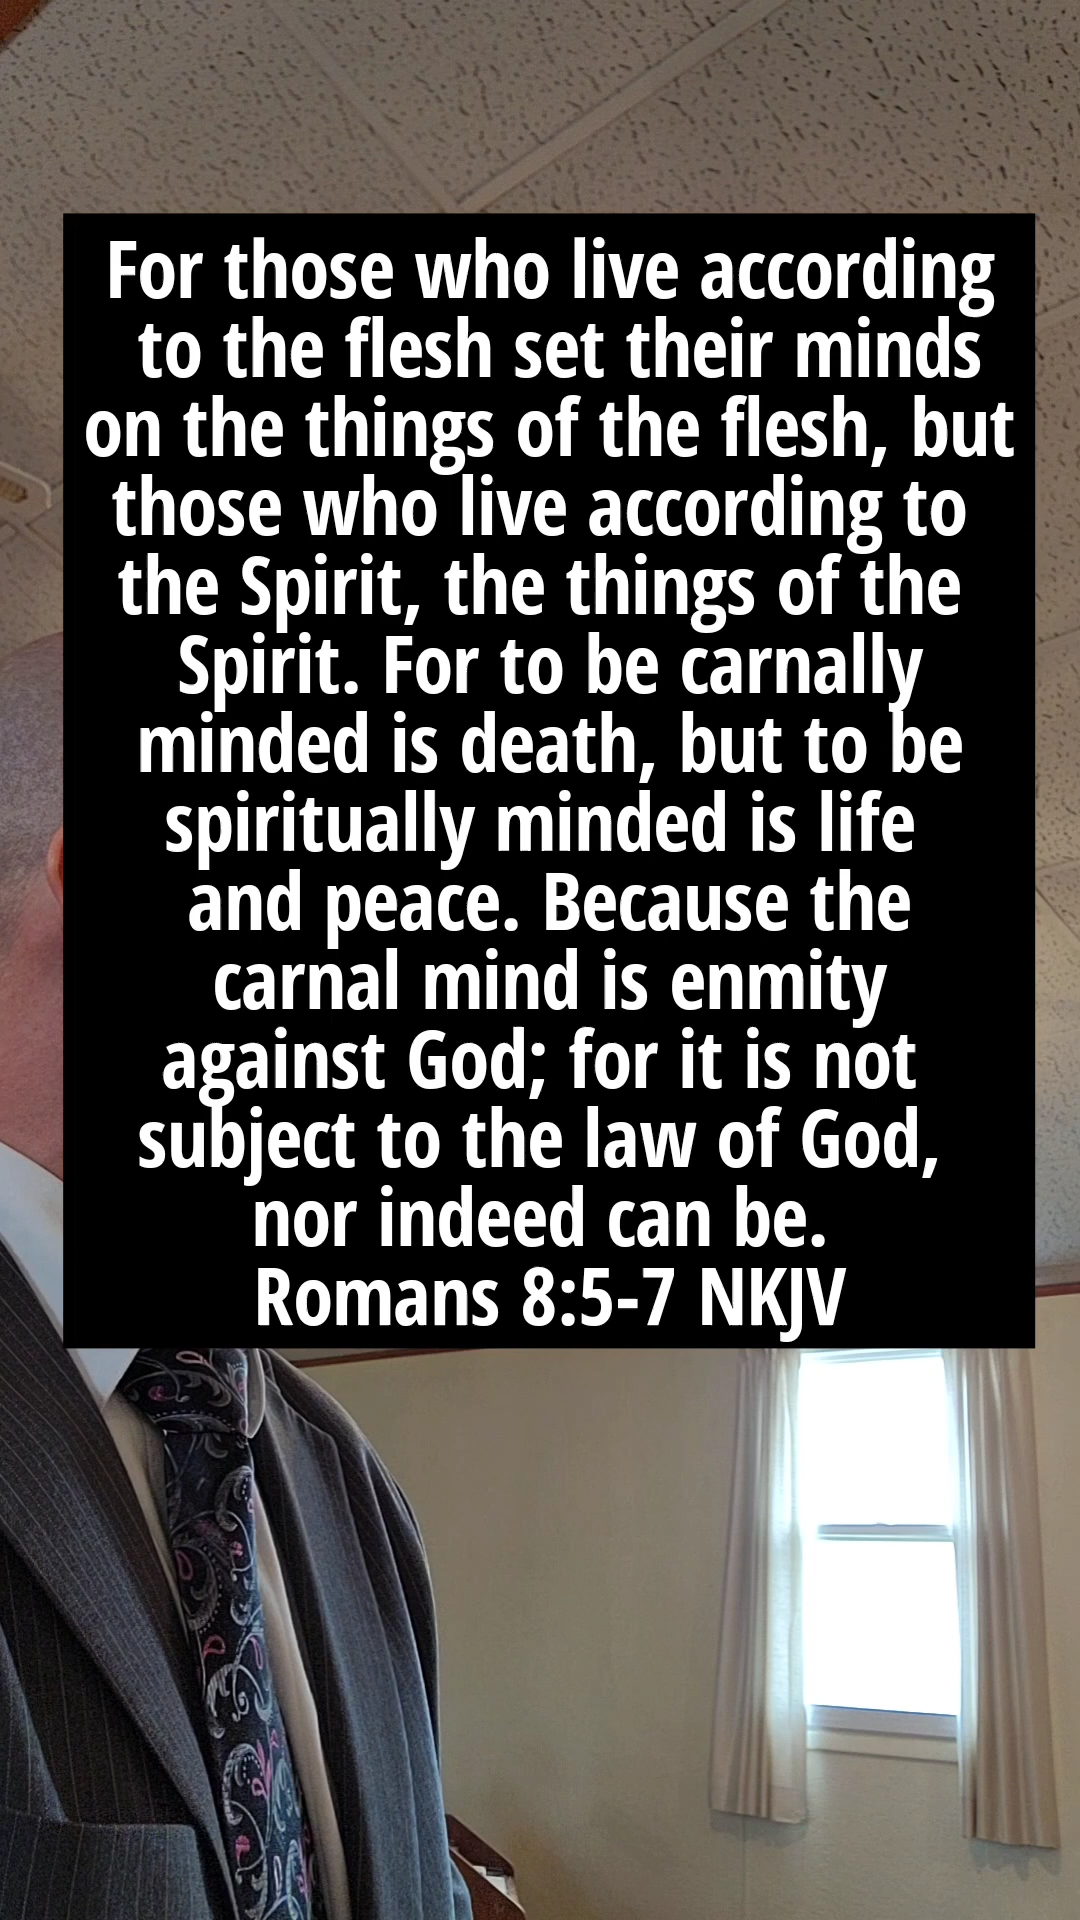 For those who live according
to the flesh set their minds
on the things of the flesh, but
those who live according to
the Spirit, the things of the
Spirit. For to be carnally
minded is death, but to be
spiritually minded is life
and peace. Because the
carnal mind is enmity
against God; for it is not
subject to the law of God,
nor indeed can be.
Romans 8:5-7 NKJV